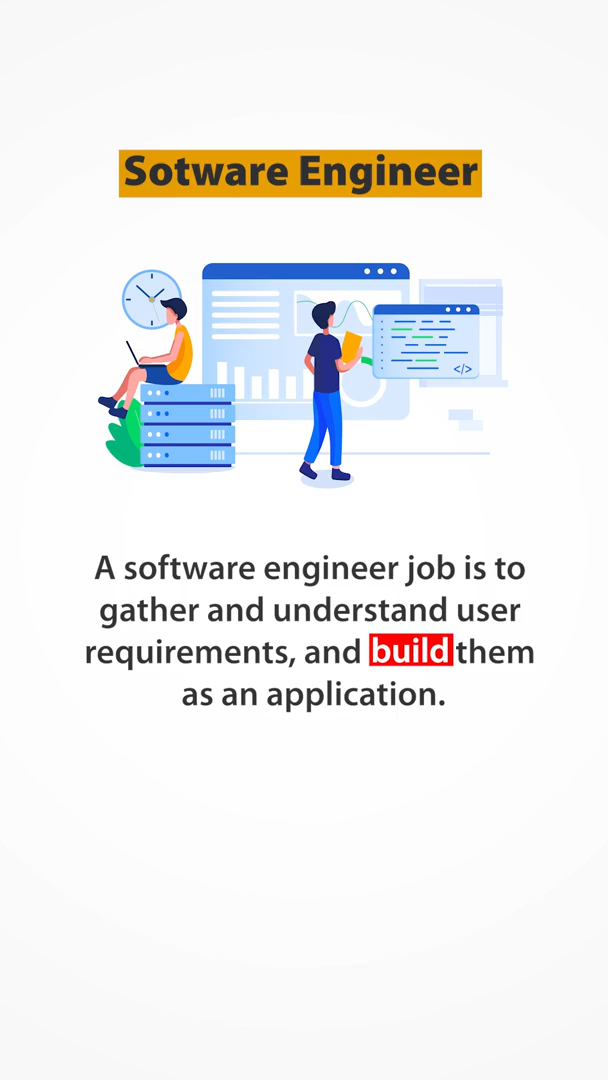 Sotware Engineer
</>
A software engineer job is to
gather and understand user
requirements, and build them
as an application.